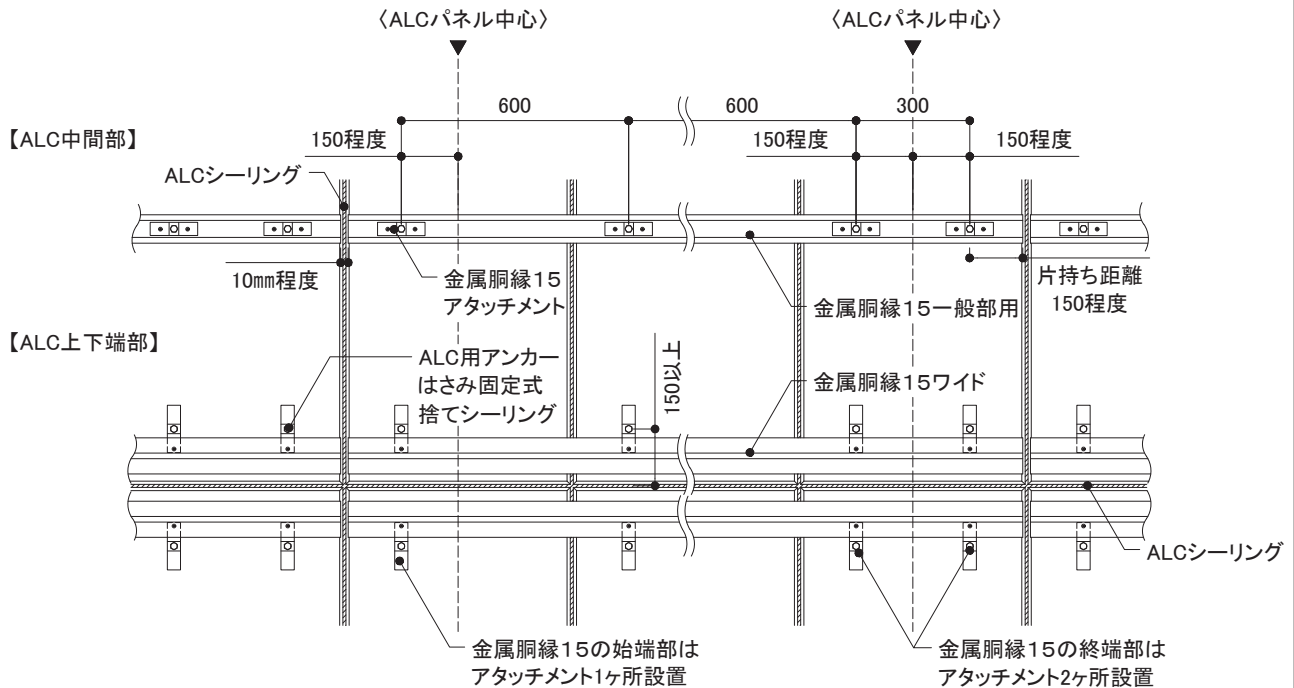 〈ALCパネル中心〉
〈ALCパネル中心〉
600
600
300
【ALC中間部】
150程度
150程度
150程度
ALCシーリング
10mm程度
金属胴縁15
アタッチメント
金属胴縁15一般部用
片持ち距離
150程度
【ALC上下端部】
ALC用アンカー
はさみ固定式
捨てシーリング
150以上
金属胴縁15ワイド
ALCシーリング
金属胴縁15の始端部は
アタッチメント1ヶ所設置
金属胴縁15の終端部は
アタッチメント2ヶ所設置